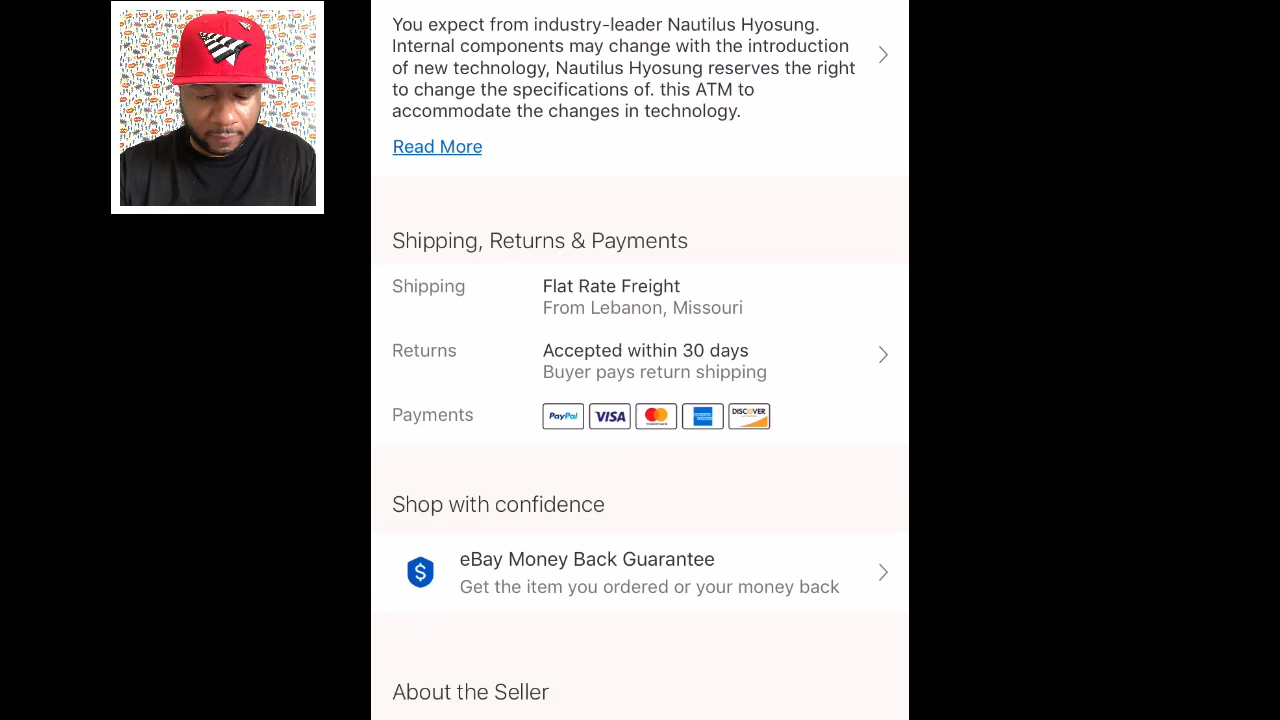 You expect from industry-leader Nautilus Hyosung.
Internal components may change with the introduction
of new technology, Nautilus Hyosung reserves the right
to change the specifications of. this ATM to
accommodate the changes in technology.
Read More
Shipping, Returns & Payments
Shipping Flat Rate Freight
From Lebanon, Missouri
Returns Accepted within 30 days
Buyer pays return shipping
Payments PayPal VISA mastercard DISCOVER
Shop with confidence
eBay Money Back Guarantee
$ Get the item you ordered or your money back
About the Seller